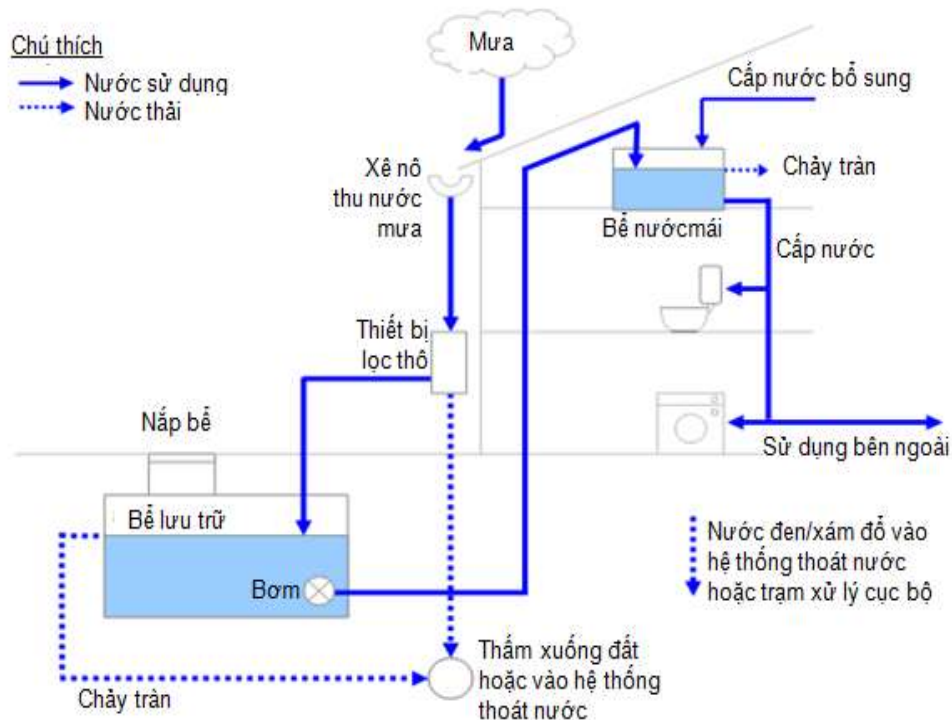 Chú thích
Nước sử dụng
Nước thải
Mưa
Cấp nước bổ sung
Xê nô
thu nước
mưa
Chảy tràn
Bể nướcmái
Cấp nước
Thiết bị
lọc thô
Nắp bể
Sử dụng bên ngoài
Bể lưu trữ
Bơm
Nước đen/xám đổ vào
hệ thống thoát nước
hoặc trạm xử lý cục bộ
Thấm xuống đất
hoặc vào hệ thống
thoát nước
Chảy tràn